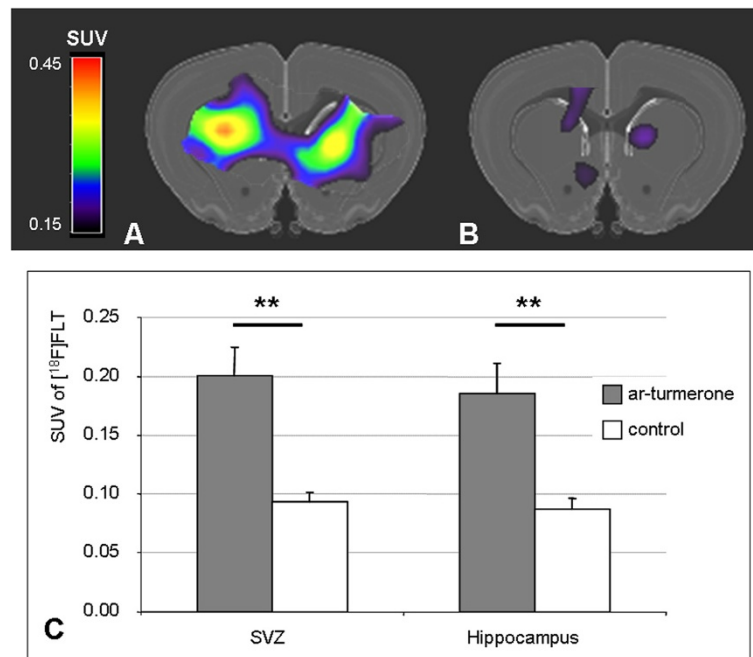 SUV
0.45
0.15
A
B
** **
SUV of [¹⁸F]FLT
0.25
0.20
0.15
0.10
0.05
0.00
ar-turmerone
control
C
SVZ Hippocampus